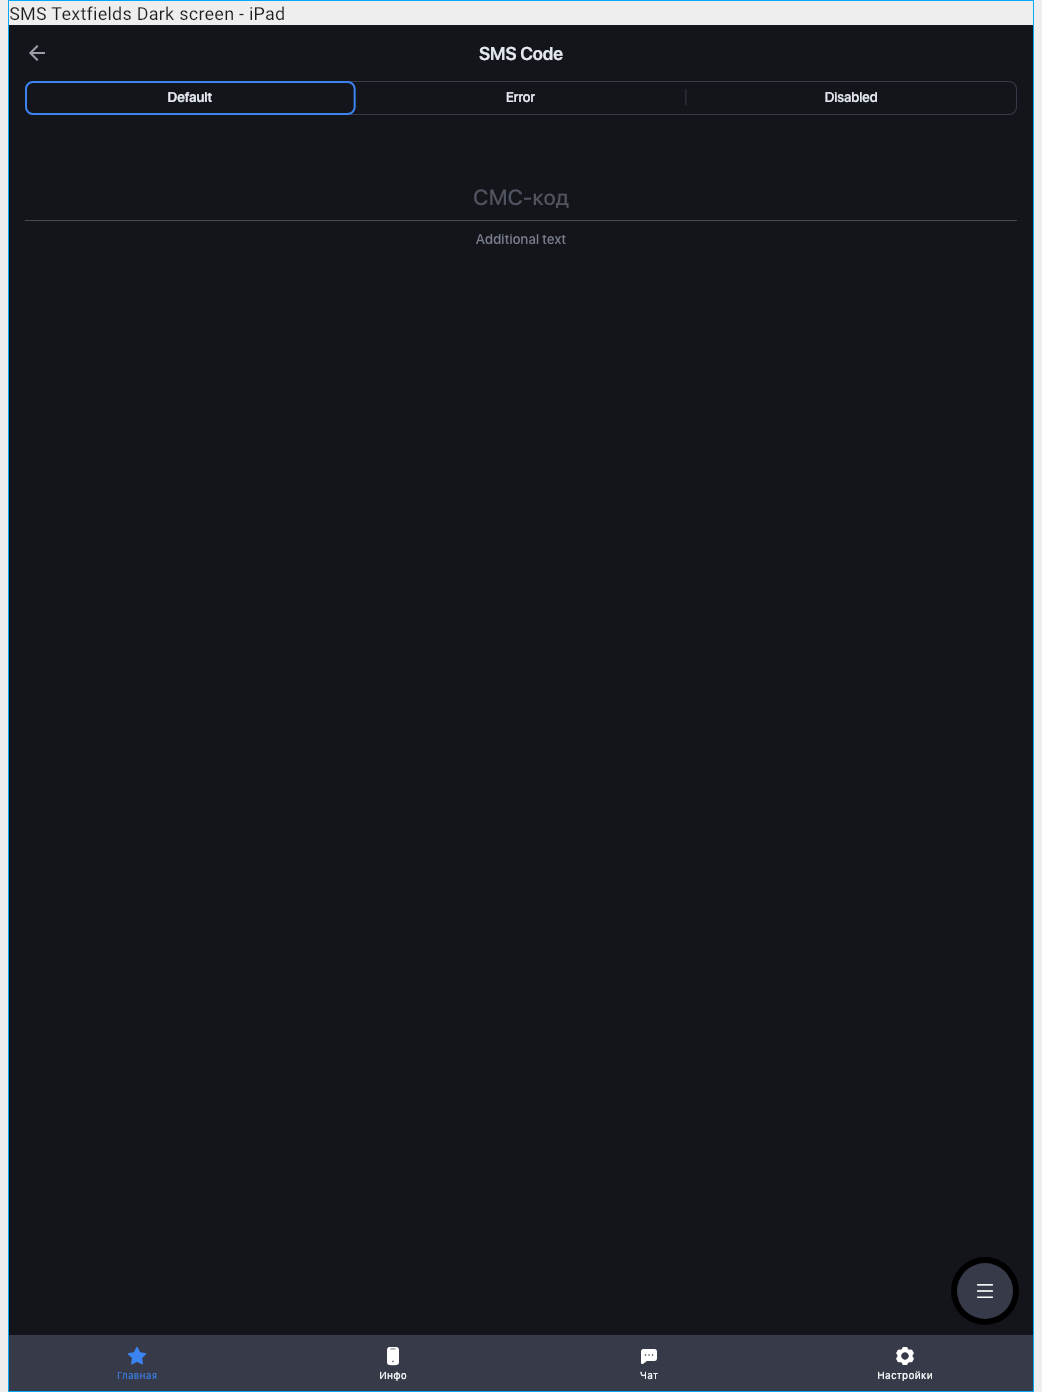 SMS Textfields Dark screen - iPad
SMS Code
Default Error Disabled
СМС-код
Additional text
Главная Инфо Чат Настройки